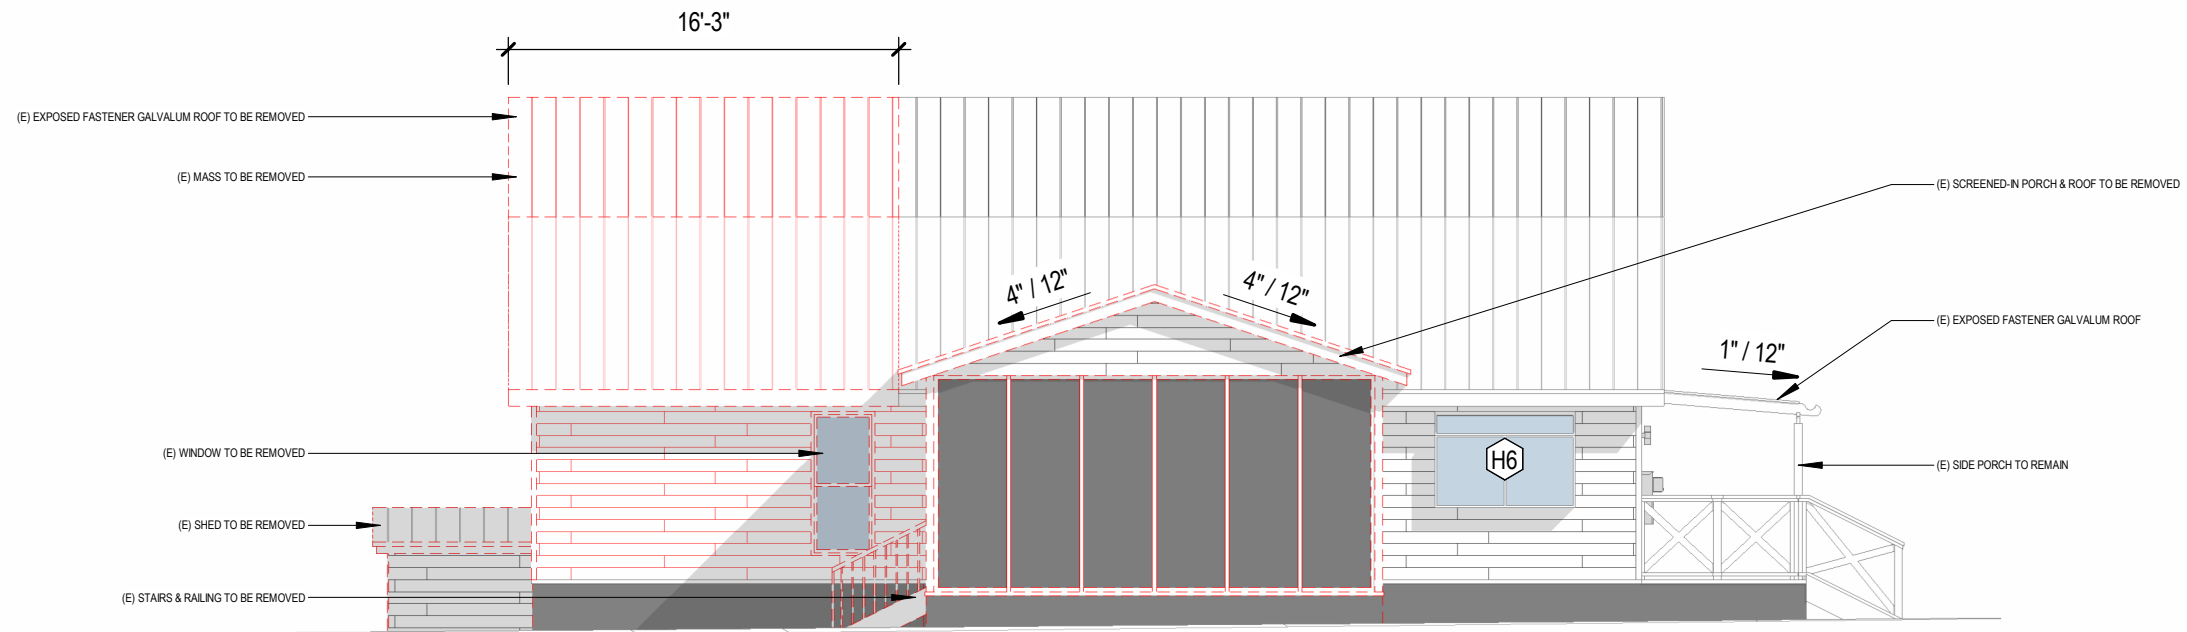 16'-3"
(E) EXPOSED FASTENER GALVALUM ROOF TO BE REMOVED
(E) MASS TO BE REMOVED
(E) SCREENED-IN PORCH & ROOF TO BE REMOVED
4" / 12"
4" / 12"
(E) EXPOSED FASTENER GALVALUM ROOF
1" / 12"
(E) WINDOW TO BE REMOVED
H6
(E) SIDE PORCH TO REMAIN
(E) SHED TO BE REMOVED
(E) STAIRS & RAILING TO BE REMOVED